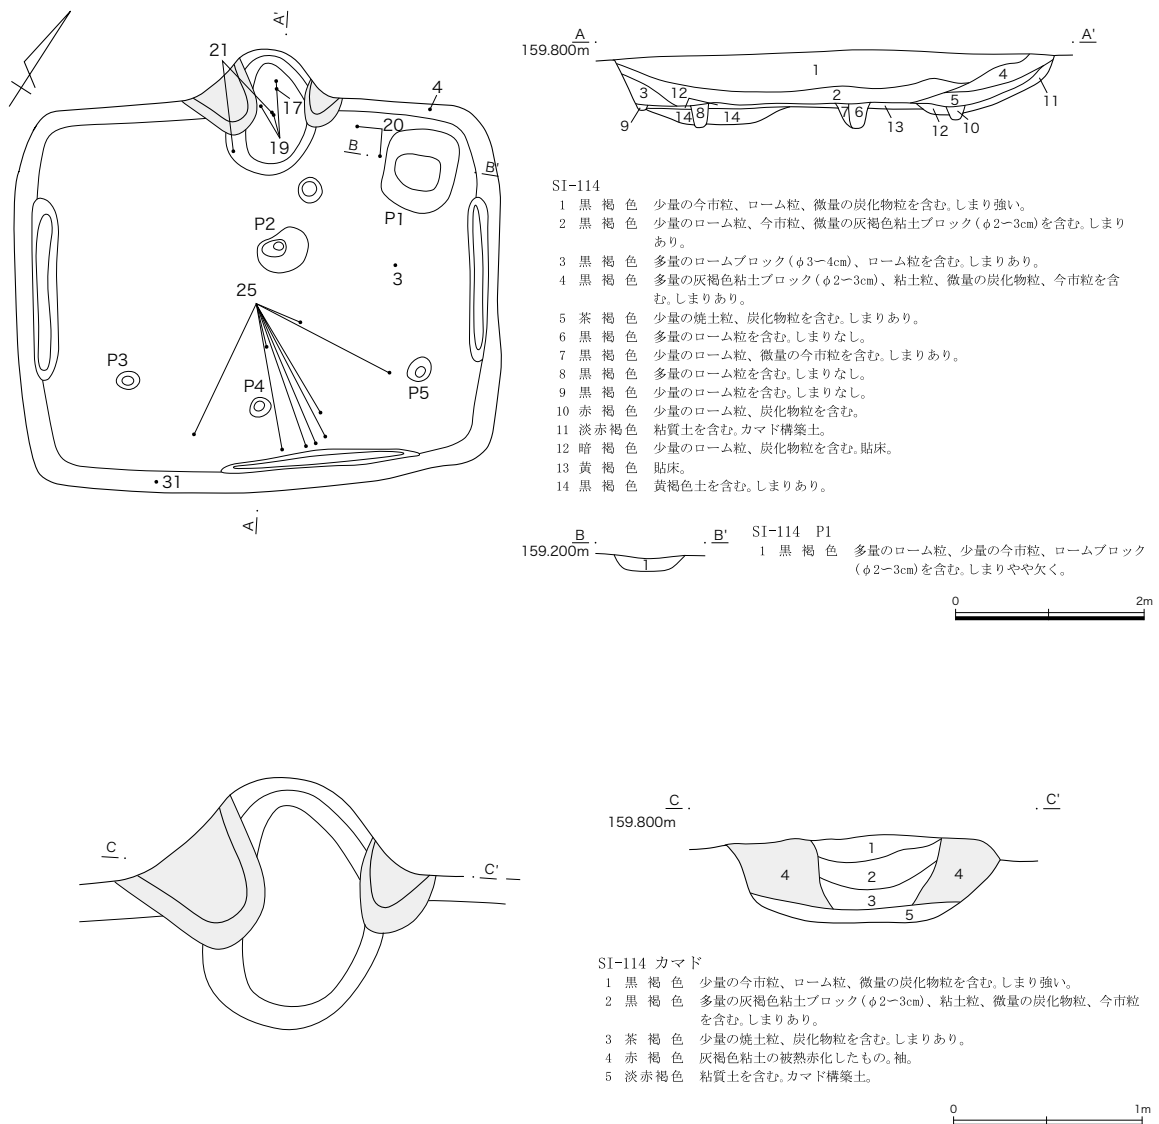 A'
21
17
19
4
20
B
B'
P1
P2
3
25
P3
P4
P5
31
A
A
A'
159.800m
1
2
3
12
4
5
11
9
14
8
14
7
6
13
12
10
SI-114
1 黒褐色 少量の今市粒、ローム粒、微量の炭化物粒を含む。しまり強い。
2 黒褐色 少量のローム粒、今市粒、微量の灰褐色粘土ブロック(φ2〜3cm)を含む。しまり
あり。
3 黒褐色 多量のロームブロック(φ3〜4cm)、ローム粒を含む。しまりあり。
4 黒褐色 多量の灰褐色粘土ブロック(φ2〜3cm)、粘土粒、微量の炭化物粒、今市粒を含
む。しまりあり。
5 茶褐色 少量の焼土粒、炭化物粒を含む。しまりあり。
6 黒褐色 多量のローム粒を含む。しまりなし。
7 黒褐色 少量のローム粒、微量の今市粒を含む。しまりあり。
8 黒褐色 多量のローム粒を含む。しまりなし。
9 黒褐色 少量のローム粒を含む。しまりなし。
10 赤褐色 少量のローム粒、炭化物粒を含む。
11 淡赤褐色 粘質土を含む。カマド構築土。
12 暗褐色 少量のローム粒、炭化物粒を含む。貼床。
13 黄褐色 貼床。
14 黒褐色 黄褐色土を含む。しまりあり。
B
B'
159.200m
1
SI-114 P1
1 黒褐色 多量のローム粒、少量の今市粒、ロームブロック
(φ2〜3cm)を含む。しまりやや欠く。
0 2m
C
C'
C
C'
159.800m
1
2
3
4
4
5
SI-114 カマド
1 黒褐色 少量の今市粒、ローム粒、微量の炭化物粒を含む。しまり強い。
2 黒褐色 多量の灰褐色粘土ブロック(φ2〜3cm)、粘土粒、微量の炭化物粒、今市粒
を含む。しまりあり。
3 茶褐色 少量の焼土粒、炭化物粒を含む。しまりあり。
4 赤褐色 灰褐色粘土の被熱赤化したもの。袖。
5 淡赤褐色 粘質土を含む。カマド構築土。
0 1m